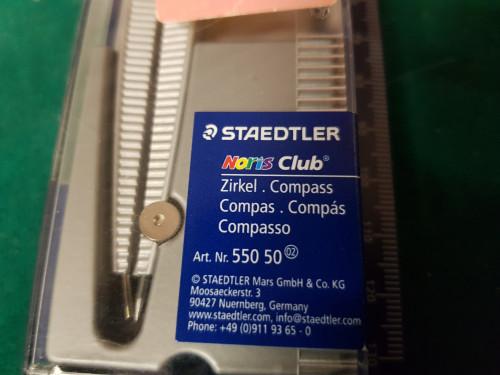 STAEDTLER
Noris Club®
Zirkel . Compass
Compas . Compás
Compasso
Art. Nr. 550 50 02
© STAEDTLER Mars GmbH & Co. KG
Moosaeckerstr. 3
90427 Nuernberg, Germany
www.staedtler.com, info@staedtler.com
Phone: +49 (0)911 93 65 - 0